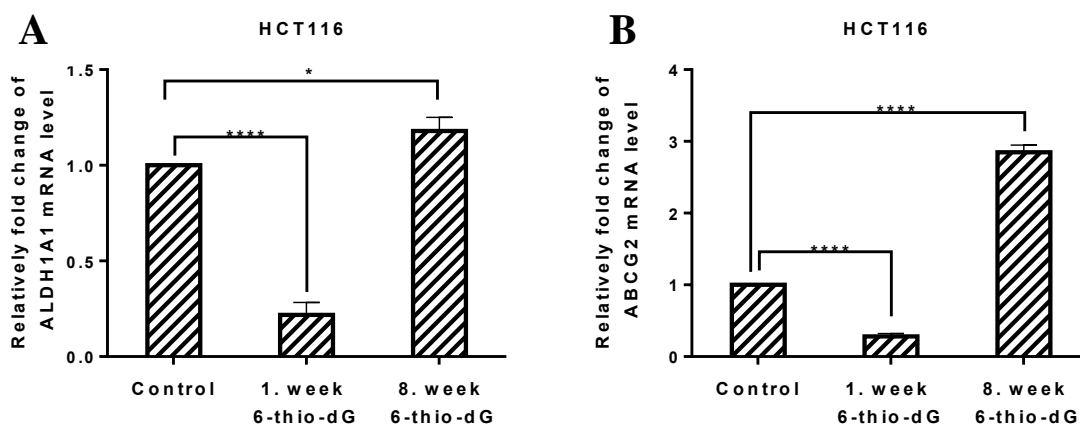 A
HCT116
Relatively fold change of
ALDH1A1 mRNA level
1.5
1.0
0.5
0.0
*
****
Control
1. week
6-thio-dG
8. week
6-thio-dG
B
HCT116
Relatively fold change of
ABCG2 mRNA level
4
3
2
1
0
****
****
Control
1. week
6-thio-dG
8. week
6-thio-dG